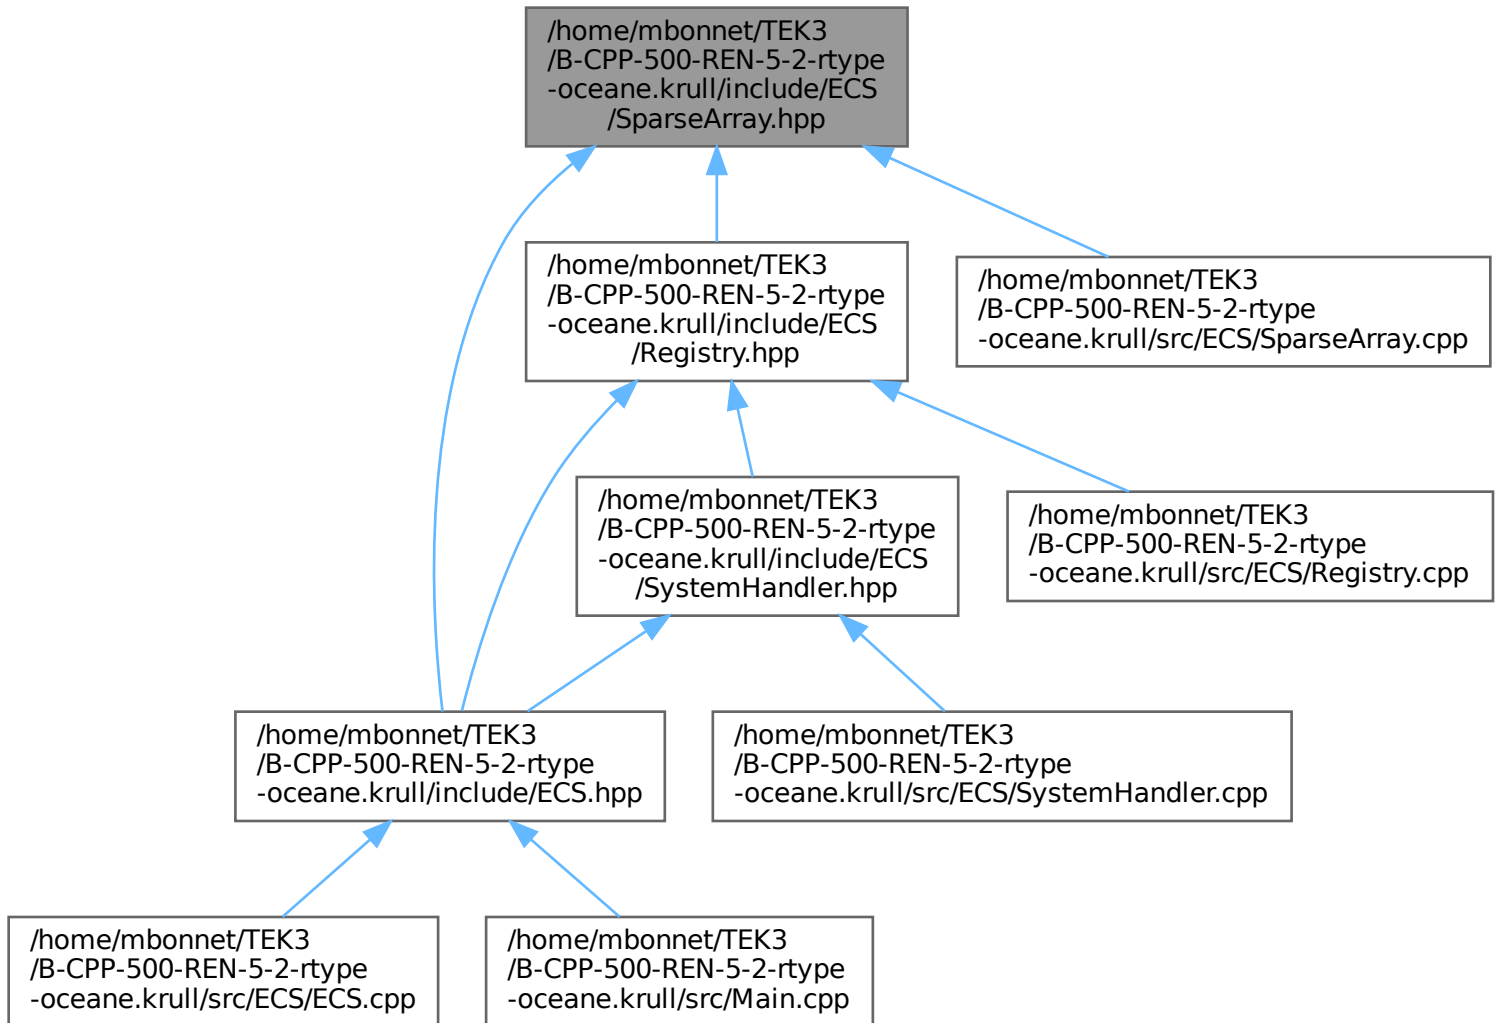 /home/mbonnet/TEK3
/B-CPP-500-REN-5-2-rtype
-oceane.krull/include/ECS
/SparseArray.hpp
/home/mbonnet/TEK3
/B-CPP-500-REN-5-2-rtype
-oceane.krull/include/ECS
/Registry.hpp
/home/mbonnet/TEK3
/B-CPP-500-REN-5-2-rtype
-oceane.krull/src/ECS/SparseArray.cpp
/home/mbonnet/TEK3
/B-CPP-500-REN-5-2-rtype
-oceane.krull/include/ECS
/SystemHandler.hpp
/home/mbonnet/TEK3
/B-CPP-500-REN-5-2-rtype
-oceane.krull/src/ECS/Registry.cpp
/home/mbonnet/TEK3
/B-CPP-500-REN-5-2-rtype
-oceane.krull/include/ECS.hpp
/home/mbonnet/TEK3
/B-CPP-500-REN-5-2-rtype
-oceane.krull/src/ECS/SystemHandler.cpp
/home/mbonnet/TEK3
/B-CPP-500-REN-5-2-rtype
-oceane.krull/src/ECS/ECS.cpp
/home/mbonnet/TEK3
/B-CPP-500-REN-5-2-rtype
-oceane.krull/src/Main.cpp